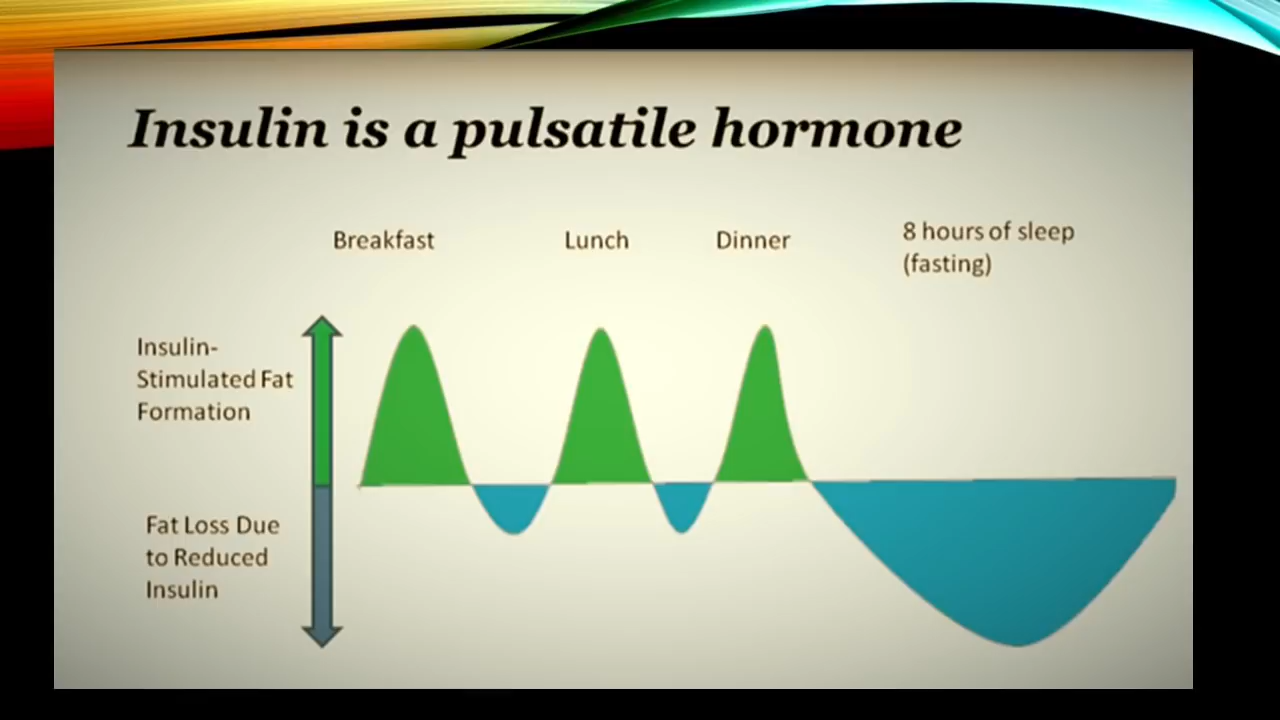 Insulin is a pulsatile hormone
Breakfast
Lunch
Dinner
8 hours of sleep
(fasting)
Insulin-
Stimulated Fat
Formation
Fat Loss Due
to Reduced
Insulin